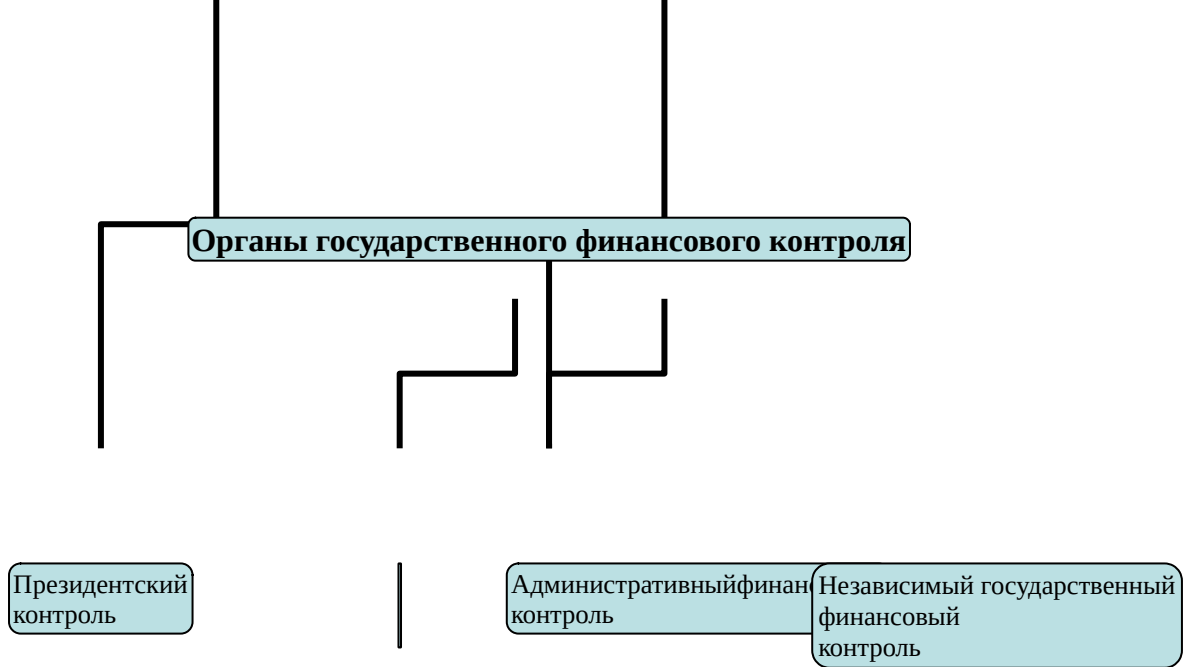 Органы государственного финансового контроля
Президентский
контроль
Административныйфинан
контроль
Независимый государственный
финансовый
контроль